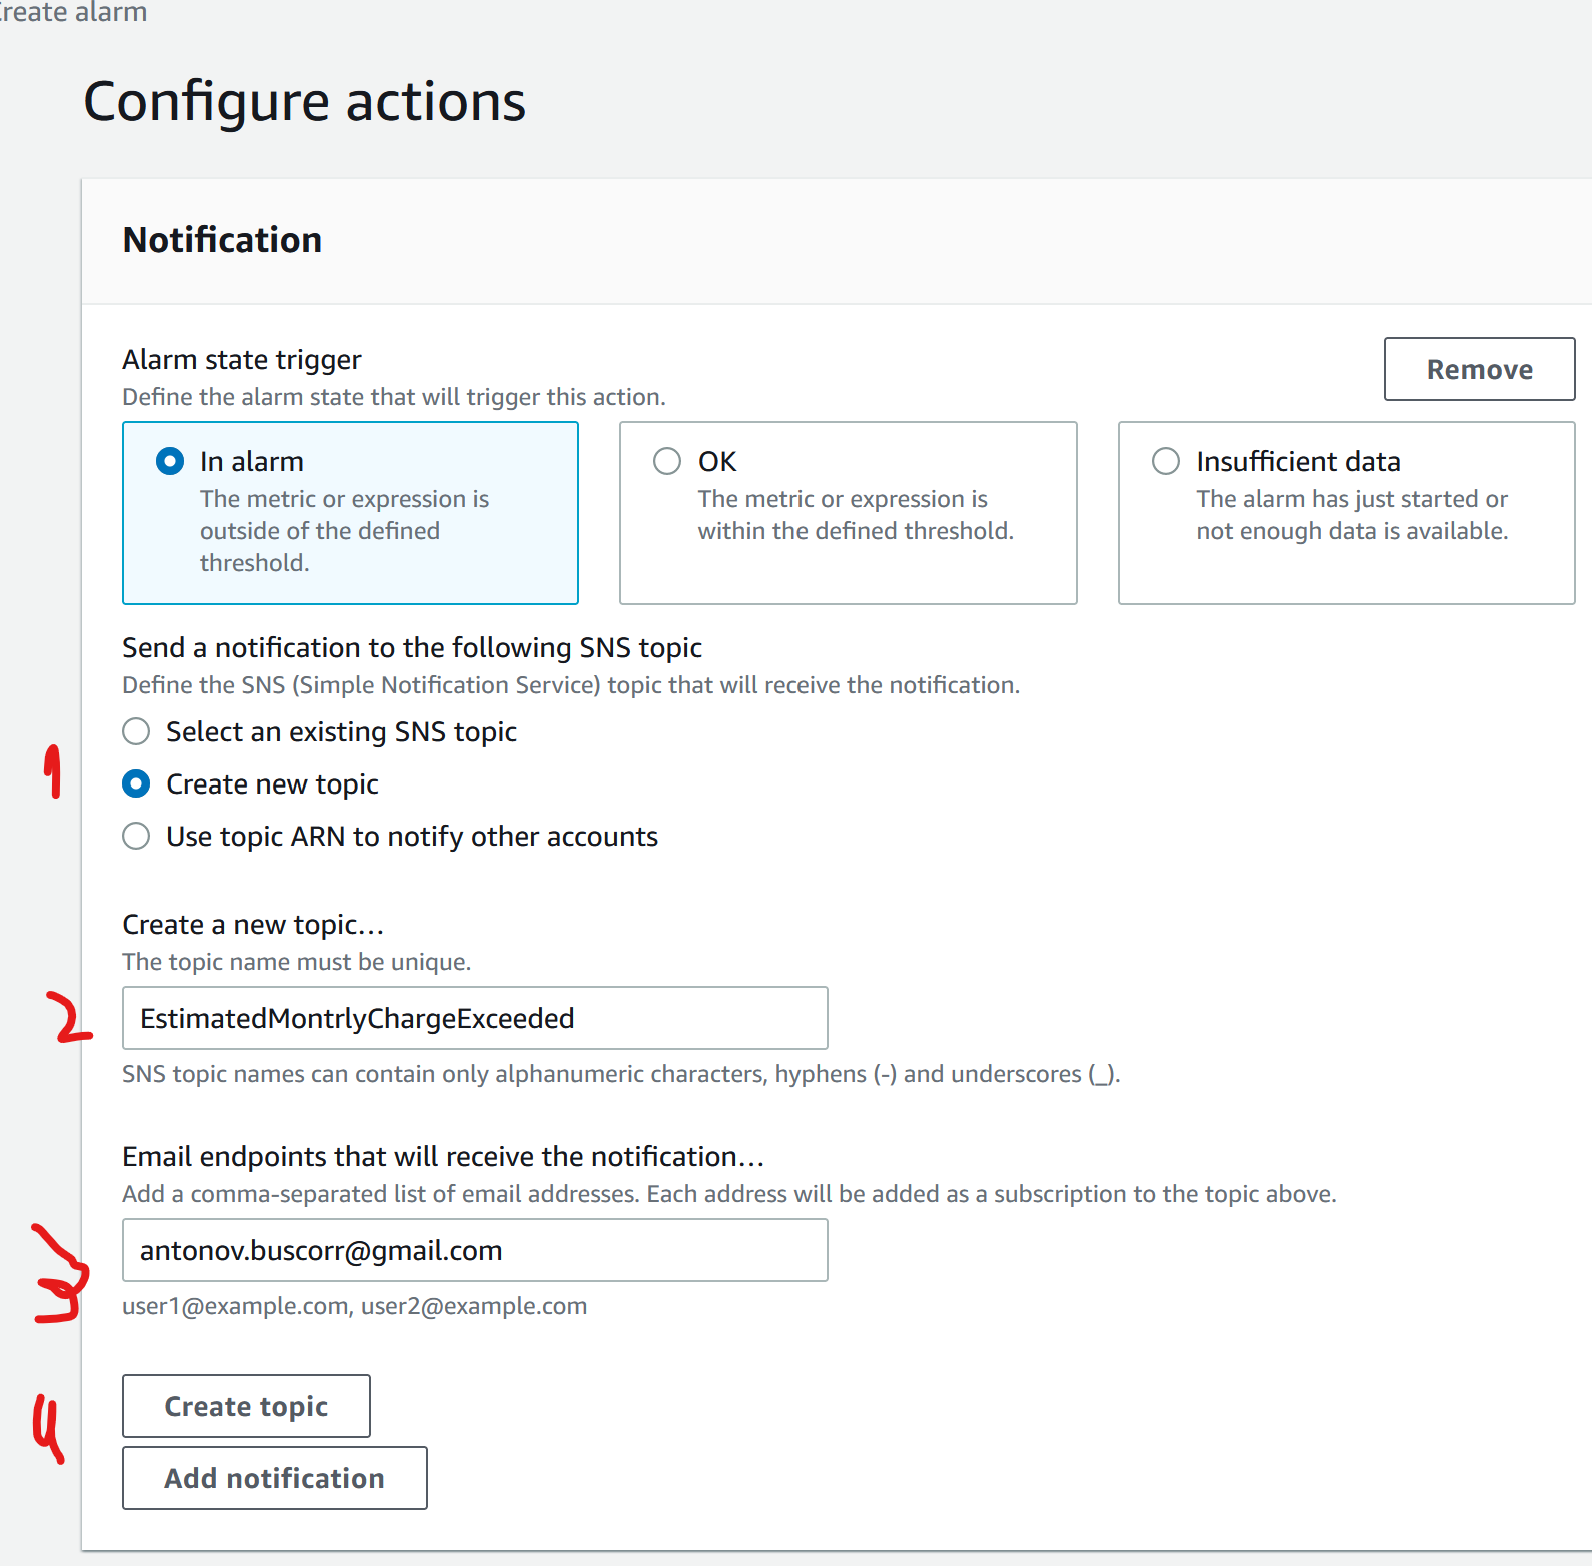 Create alarm
Configure actions
Notification
Alarm state trigger
Define the alarm state that will trigger this action.
Remove
In alarm
The metric or expression is
outside of the defined
threshold.
OK
The metric or expression is
within the defined threshold.
Insufficient data
The alarm has just started or
not enough data is available.
Send a notification to the following SNS topic
Define the SNS (Simple Notification Service) topic that will receive the notification.
Select an existing SNS topic
1
Create new topic
Use topic ARN to notify other accounts
Create a new topic…
The topic name must be unique.
2
EstimatedMontrlyChargeExceeded
SNS topic names can contain only alphanumeric characters, hyphens (-) and underscores (_).
Email endpoints that will receive the notification…
Add a comma-separated list of email addresses. Each address will be added as a subscription to the topic above.
3
antonov.buscorr@gmail.com
user1@example.com, user2@example.com
4
Create topic
Add notification